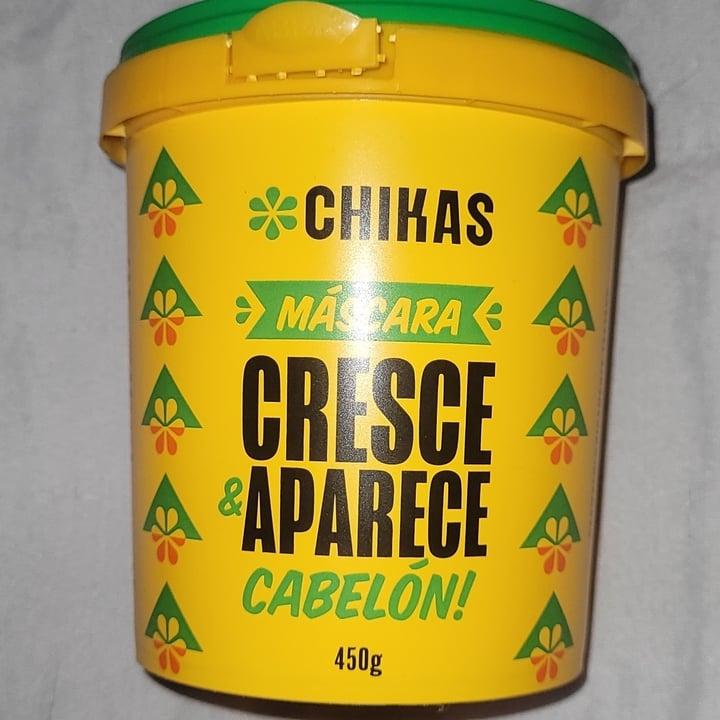 CHIKAS
MÁSCARA
CRESCE
& APARECE
CABELÓN!
450g